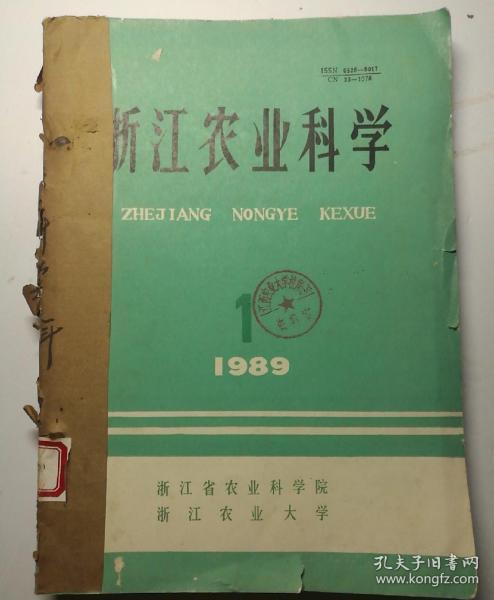 ISSN 0528—9017
CN 33—1076
浙江农业科学
ZHEJIANG NONGYE KEXUE
1
1989
浙江省农业科学院
浙江农业大学
孔夫子旧书网
www.kongfz.com